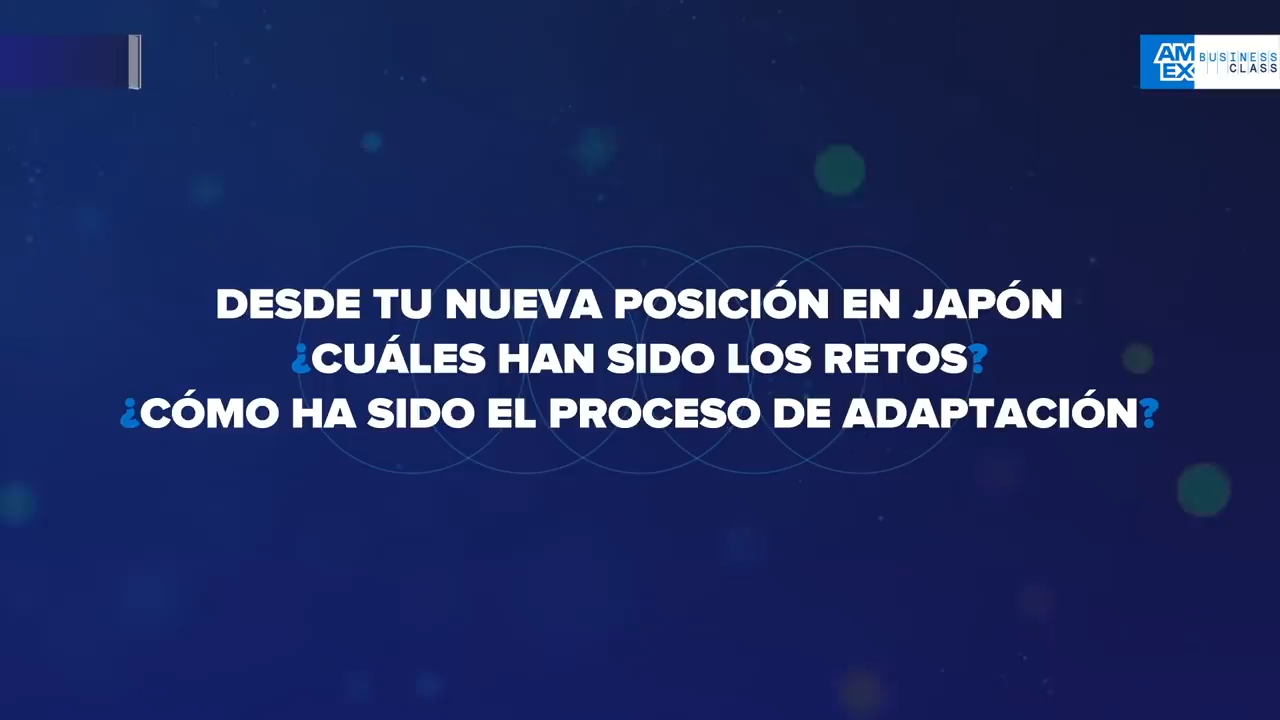 AM
EX
BUSINESS
CLASS
DESDE TU NUEVA POSICIÓN EN JAPÓN
¿CUÁLES HAN SIDO LOS RETOS?
¿CÓMO HA SIDO EL PROCESO DE ADAPTACIÓN?